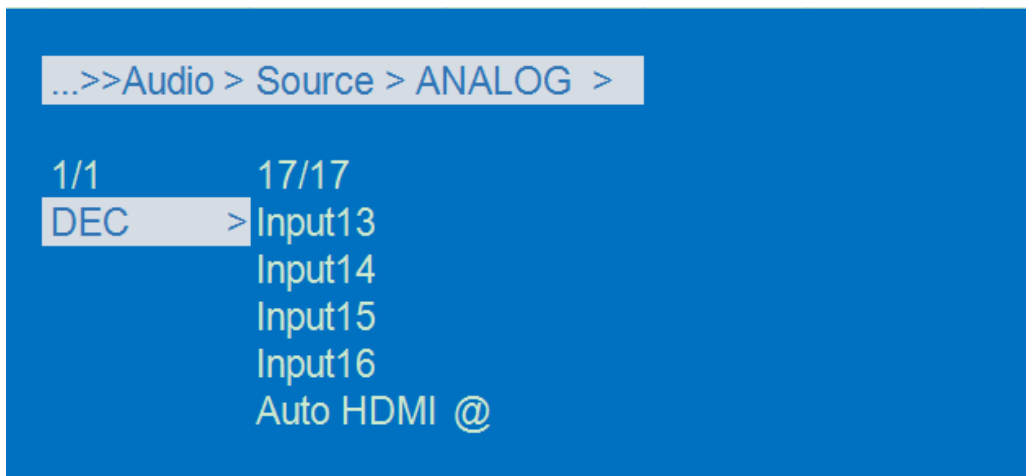 ...>>Audio > Source > ANALOG >
1/1 17/17
DEC > Input13
Input14
Input15
Input16
Auto HDMI @